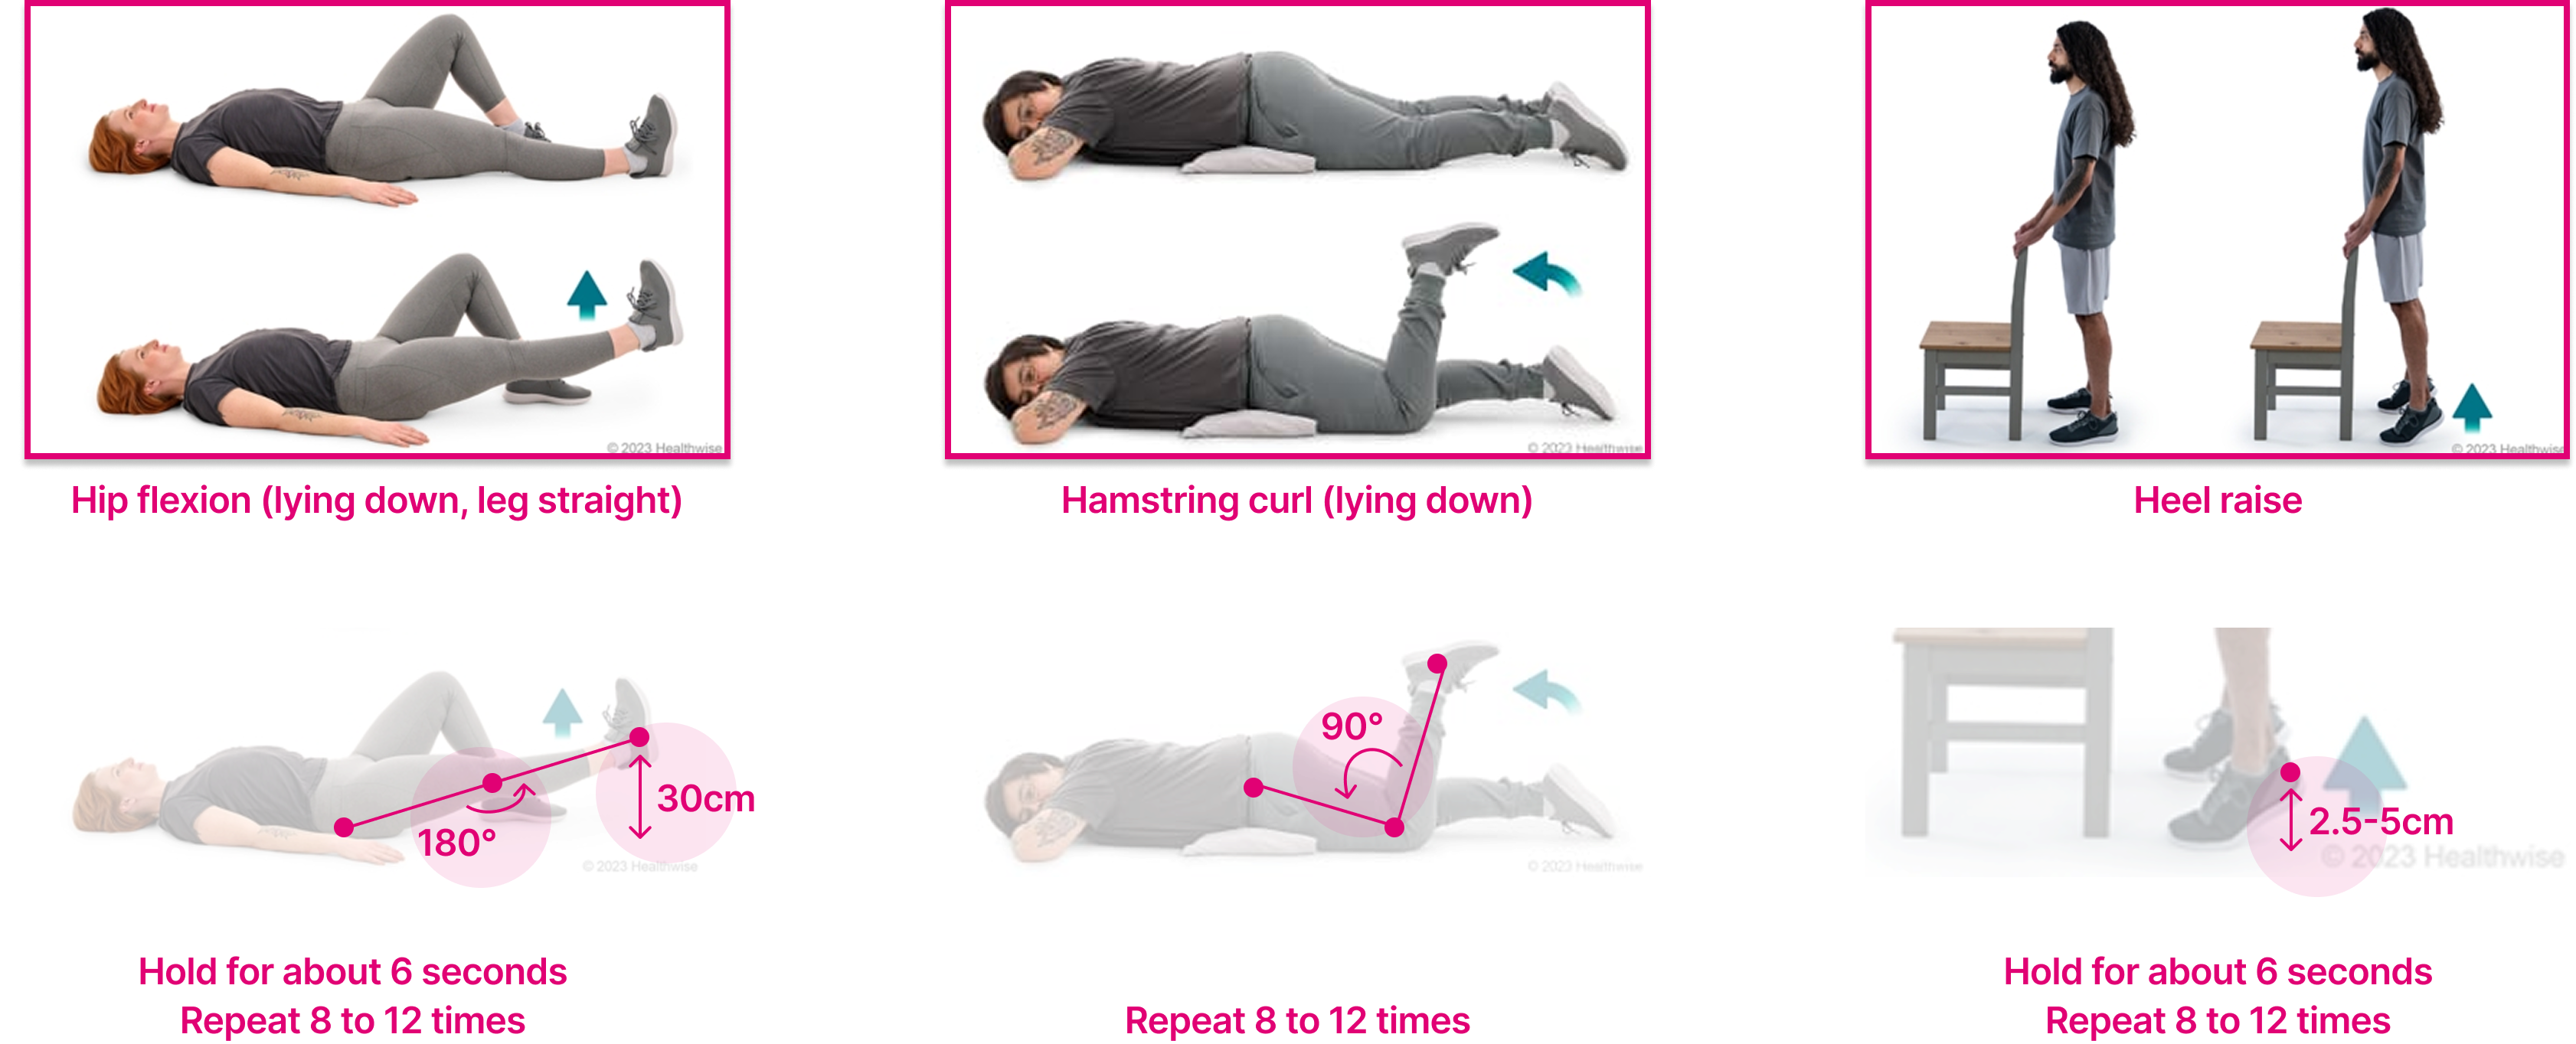 © 2023 Healthwise
© 2023 Healthwise
© 2023 Healthwise
Hip flexion (lying down, leg straight)
Hamstring curl (lying down)
Heel raise
180°
30cm
© 2023 Healthwise
90°
© 2023 Healthwise
2.5-5cm
© 2023 Healthwise
Hold for about 6 seconds
Repeat 8 to 12 times
Repeat 8 to 12 times
Hold for about 6 seconds
Repeat 8 to 12 times